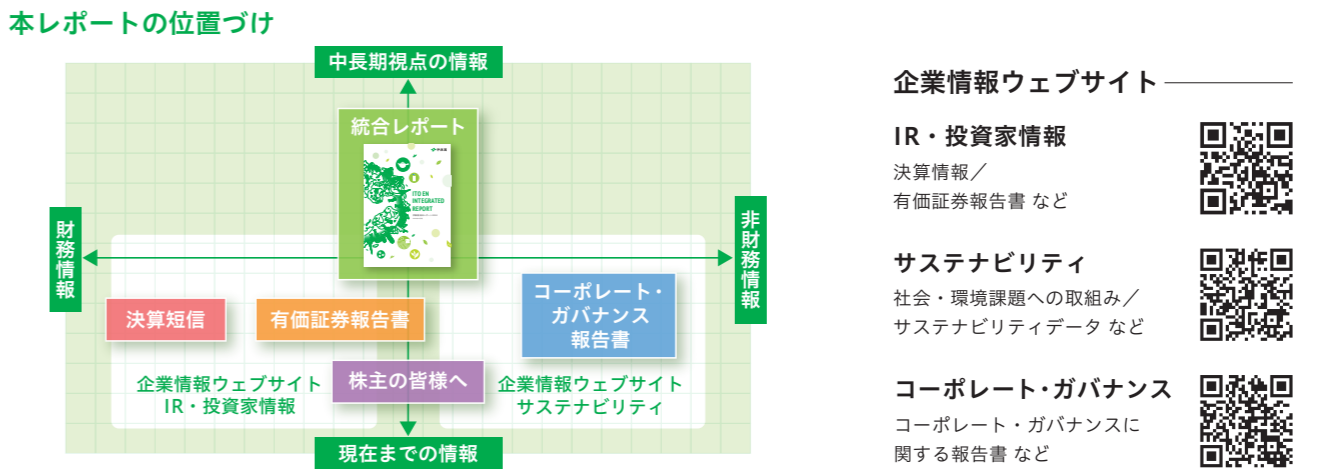 本レポートの位置づけ
中長期視点の情報
統合レポート
ITO EN
INTEGRATED
REPORT
財務情報
非財務情報
決算短信
有価証券報告書
コーポレート・
ガバナンス
報告書
株主の皆様へ
企業情報ウェブサイト
IR・投資家情報
企業情報ウェブサイト
サステナビリティ
現在までの情報
企業情報ウェブサイト
IR・投資家情報
決算情報／
有価証券報告書 など
サステナビリティ
社会・環境課題への取組み／
サステナビリティデータ など
コーポレート・ガバナンス
コーポレート・ガバナンスに
関する報告書 など